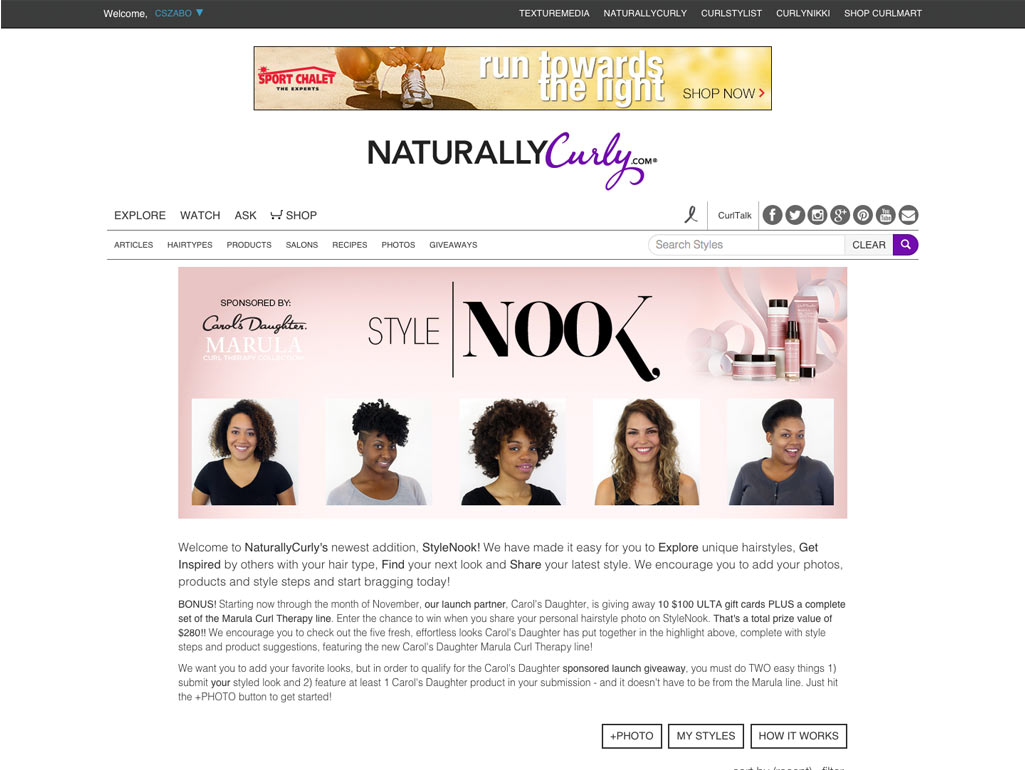 Welcome, CSZABO ▼ TEXTUREMEDIA NATURALLYCURLY CURLSTYLIST CURLYNIKKI SHOP CURLMART
SPORT CHALET
THE EXPERTS
run towards
the light
SHOP NOW >
NATURALLYCurly.COM®
EXPLORE WATCH ASK SHOP CurlTalk
ARTICLES HAIRTYPES PRODUCTS SALONS RECIPES PHOTOS GIVEAWAYS Search Styles CLEAR
SPONSORED BY:
Carol's Daughter.
MARULA
CURL THERAPY COLLECTION
STYLE | NOOK
Welcome to NaturallyCurly's newest addition, StyleNook! We have made it easy for you to Explore unique hairstyles, Get
Inspired by others with your hair type, Find your next look and Share your latest style. We encourage you to add your photos,
products and style steps and start bragging today!
BONUS! Starting now through the month of November, our launch partner, Carol's Daughter, is giving away 10 $100 ULTA gift cards PLUS a complete
set of the Marula Curl Therapy line. Enter the chance to win when you share your personal hairstyle photo on StyleNook. That's a total prize value of
$280!! We encourage you to check out the five fresh, effortless looks Carol's Daughter has put together in the highlight above, complete with style
steps and product suggestions, featuring the new Carol's Daughter Marula Curl Therapy line!
We want you to add your favorite looks, but in order to qualify for the Carol's Daughter sponsored launch giveaway, you must do TWO easy things 1)
submit your styled look and 2) feature at least 1 Carol's Daughter product in your submission - and it doesn't have to be from the Marula line. Just hit
the +PHOTO button to get started!
+PHOTO MY STYLES HOW IT WORKS
sort by (recent) filter